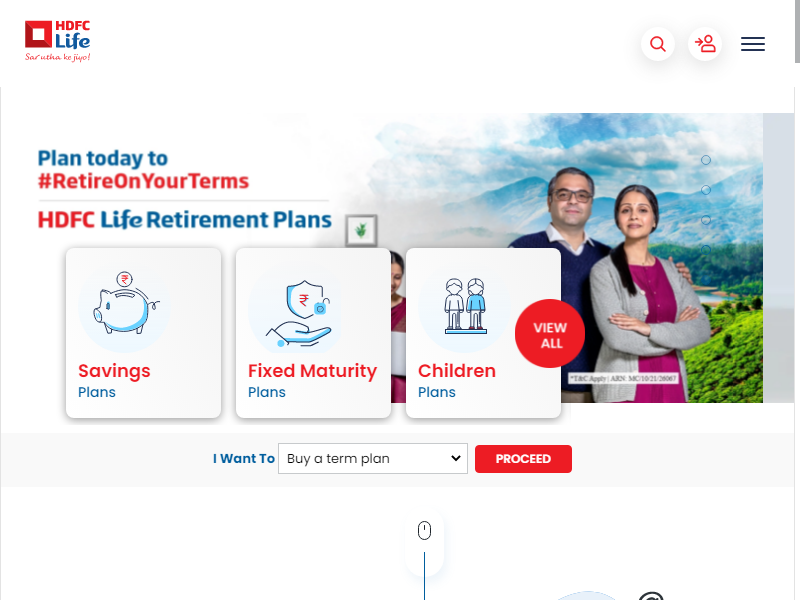 HDFC
Life
Sar utha ke jiyo!
Plan today to
#RetireOnYourTerms
HDFC Life Retirement Plans
Savings
Plans
Fixed Maturity
Plans
Children
Plans
VIEW
ALL
*T&C Apply | ARN: MC/10/21/26067
I Want To
Buy a term plan
PROCEED